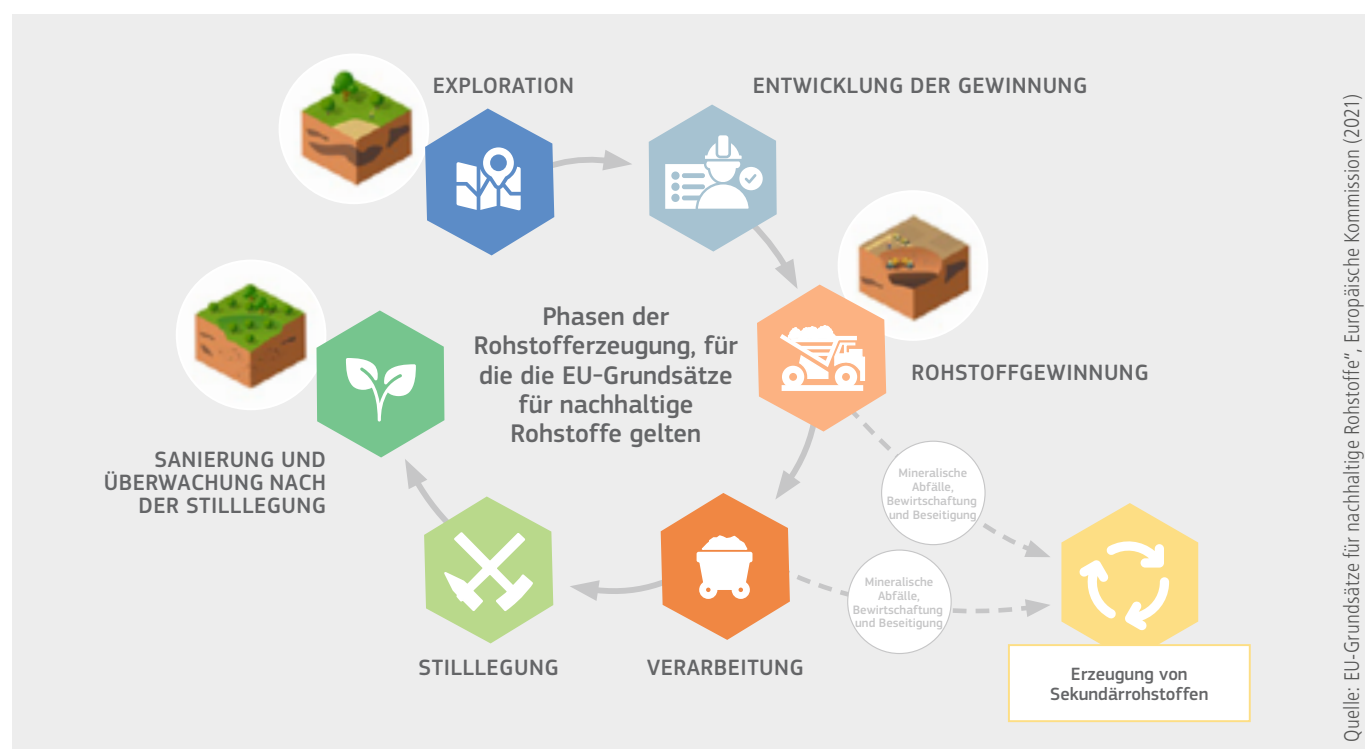 EXPLORATION
ENTWICKLUNG DER GEWINNUNG
Phasen der
Rohstofferzeugung, für
die die EU-Grundsätze
für nachhaltige
Rohstoffe gelten
ROHSTOFFGEWINNUNG
SANIERUNG UND
ÜBERWACHUNG NACH
DER STILLLEGUNG
Mineralische
Abfälle,
Bewirtschaftung
und Beseitigung
Mineralische
Abfälle,
Bewirtschaftung
und Beseitigung
STILLLEGUNG
VERARBEITUNG
Erzeugung von
Sekundärrohstoffen
Quelle: EU-Grundsätze für nachhaltige Rohstoffe”, Europäische Kommission (2021)